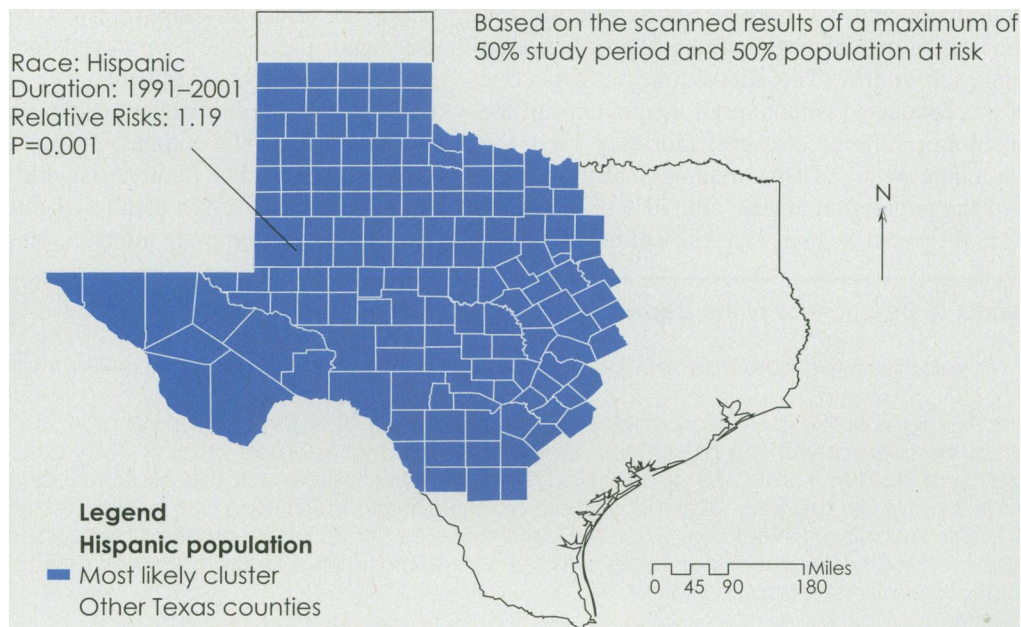 Based on the scanned results of a maximum of
50% study period and 50% population at risk
Race: Hispanic
Duration: 1991–2001
Relative Risks: 1.19
P=0.001
N
Legend
Hispanic population
Most likely cluster
Other Texas counties
Miles
0 45 90 180